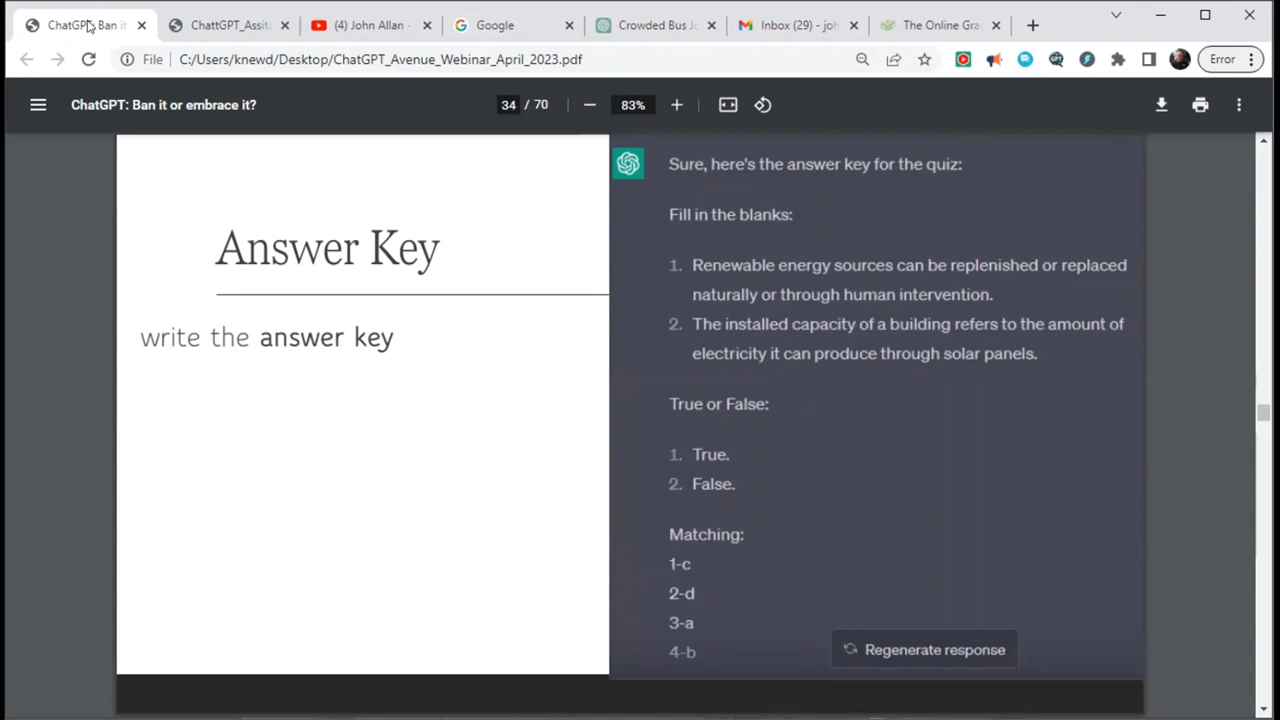 ChatGPT: Ban it
ChattGPT_Assita
(4) John Allan -
Google
Crowded Bus Jo
Inbox (29) - joh
The Online Gra
File
C:/Users/knewd/Desktop/ChatGPT_Avenue_Webinar_April_2023.pdf
Error
ChatGPT: Ban it or embrace it?
34 / 70
83%
Answer Key
write the answer key
Sure, here's the answer key for the quiz:
Fill in the blanks:
1. Renewable energy sources can be replenished or replaced
naturally or through human intervention.
2. The installed capacity of a building refers to the amount of
electricity it can produce through solar panels.
True or False:
1. True.
2. False.
Matching:
1-c
2-d
3-a
4-b
Regenerate response